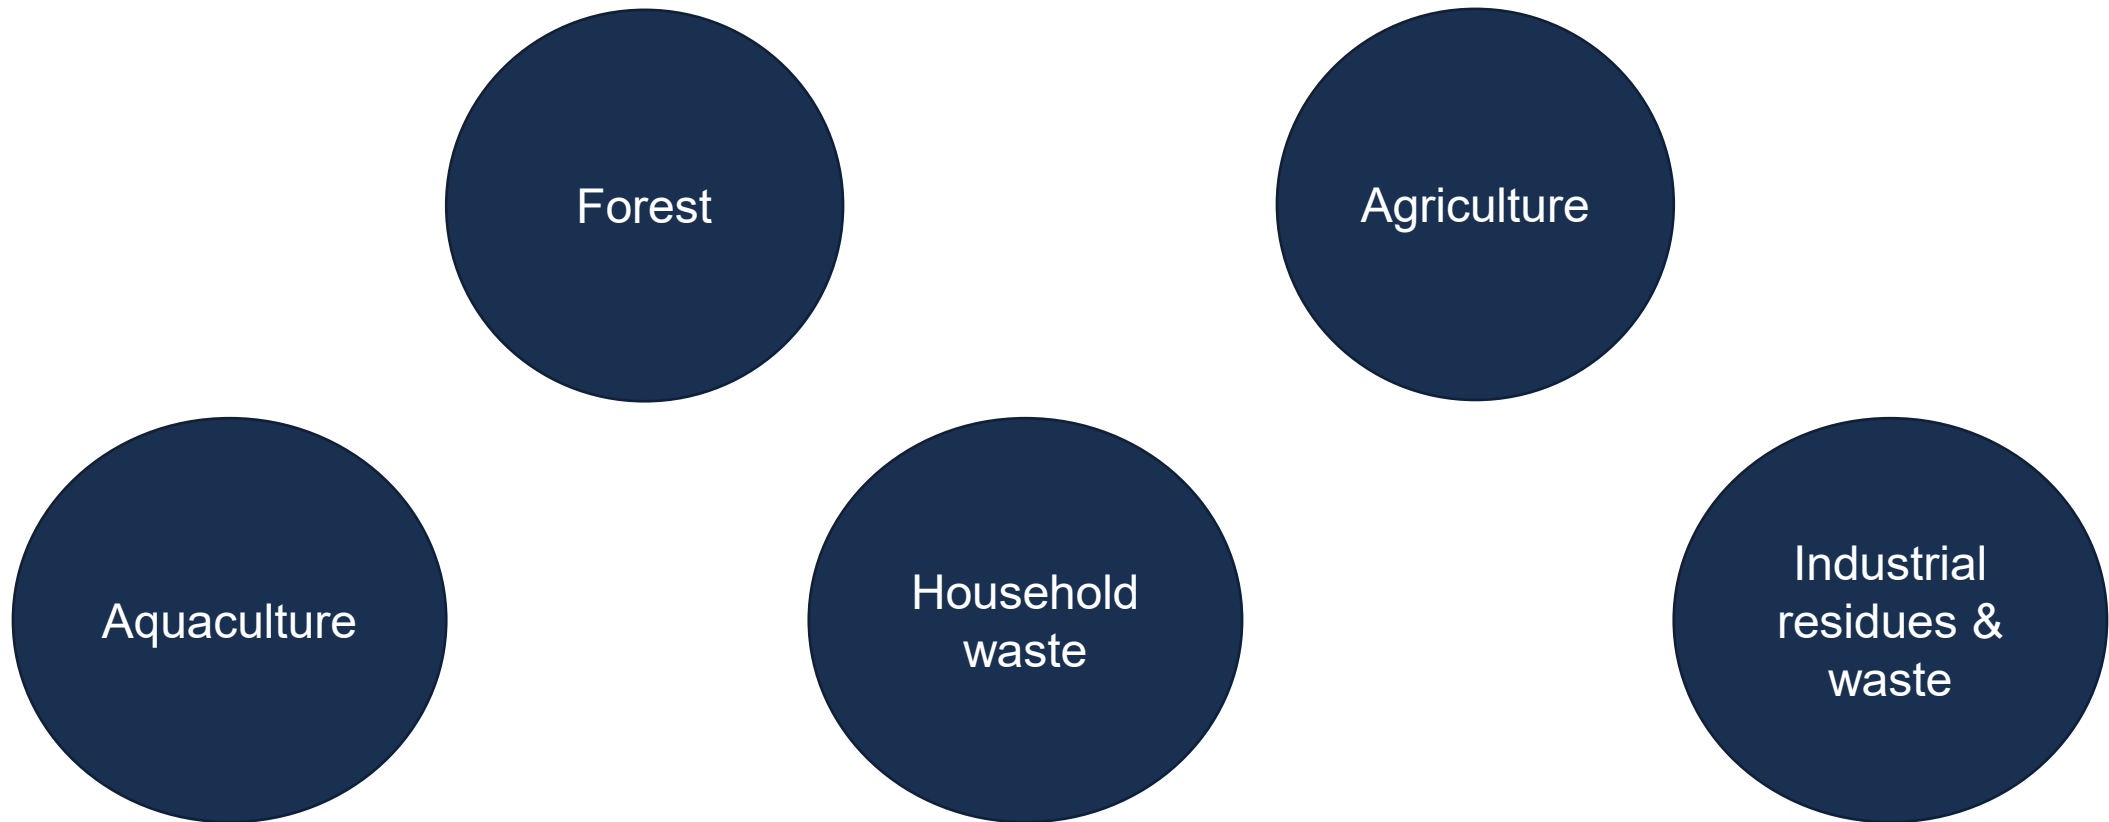 Forest
Agriculture
Aquaculture
Household
waste
Industrial
residues &
waste